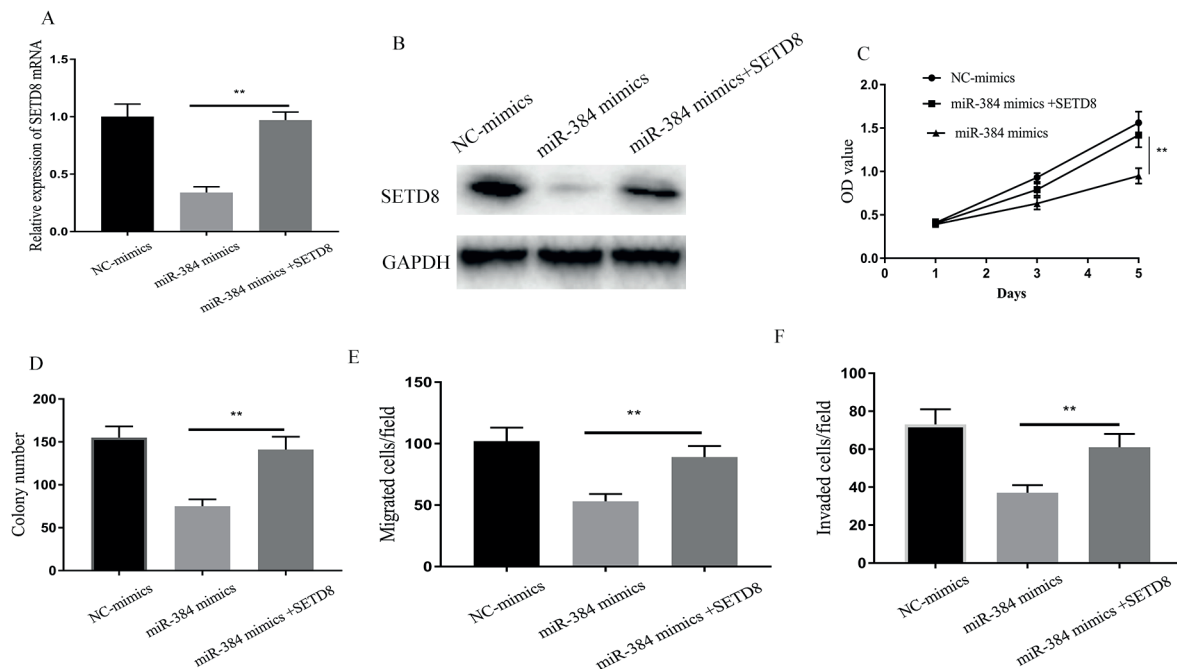 A
Relative expression of SETD8 mRNA
1.5
1.0
0.5
0.0
**
NC-mimics
miR-384 mimics
miR-384 mimics +SETD8
B
NC-mimics
miR-384 mimics
miR-384 mimics+SETD8
SETD8
GAPDH
C
OD value
2.0
1.5
1.0
0.5
0.0
NC-mimics
miR-384 mimics +SETD8
miR-384 mimics
**
0
1
2
3
4
5
Days
D
Colony number
200
150
100
50
0
**
NC-mimics
miR-384 mimics
miR-384 mimics +SETD8
E
Migrated cells/field
150
100
50
0
**
NC-mimics
miR-384 mimics
miR-384 mimics +SETD8
F
Invaded cells/field
100
80
60
40
20
0
**
NC-mimics
miR-384 mimics
miR-384 mimics +SETD8